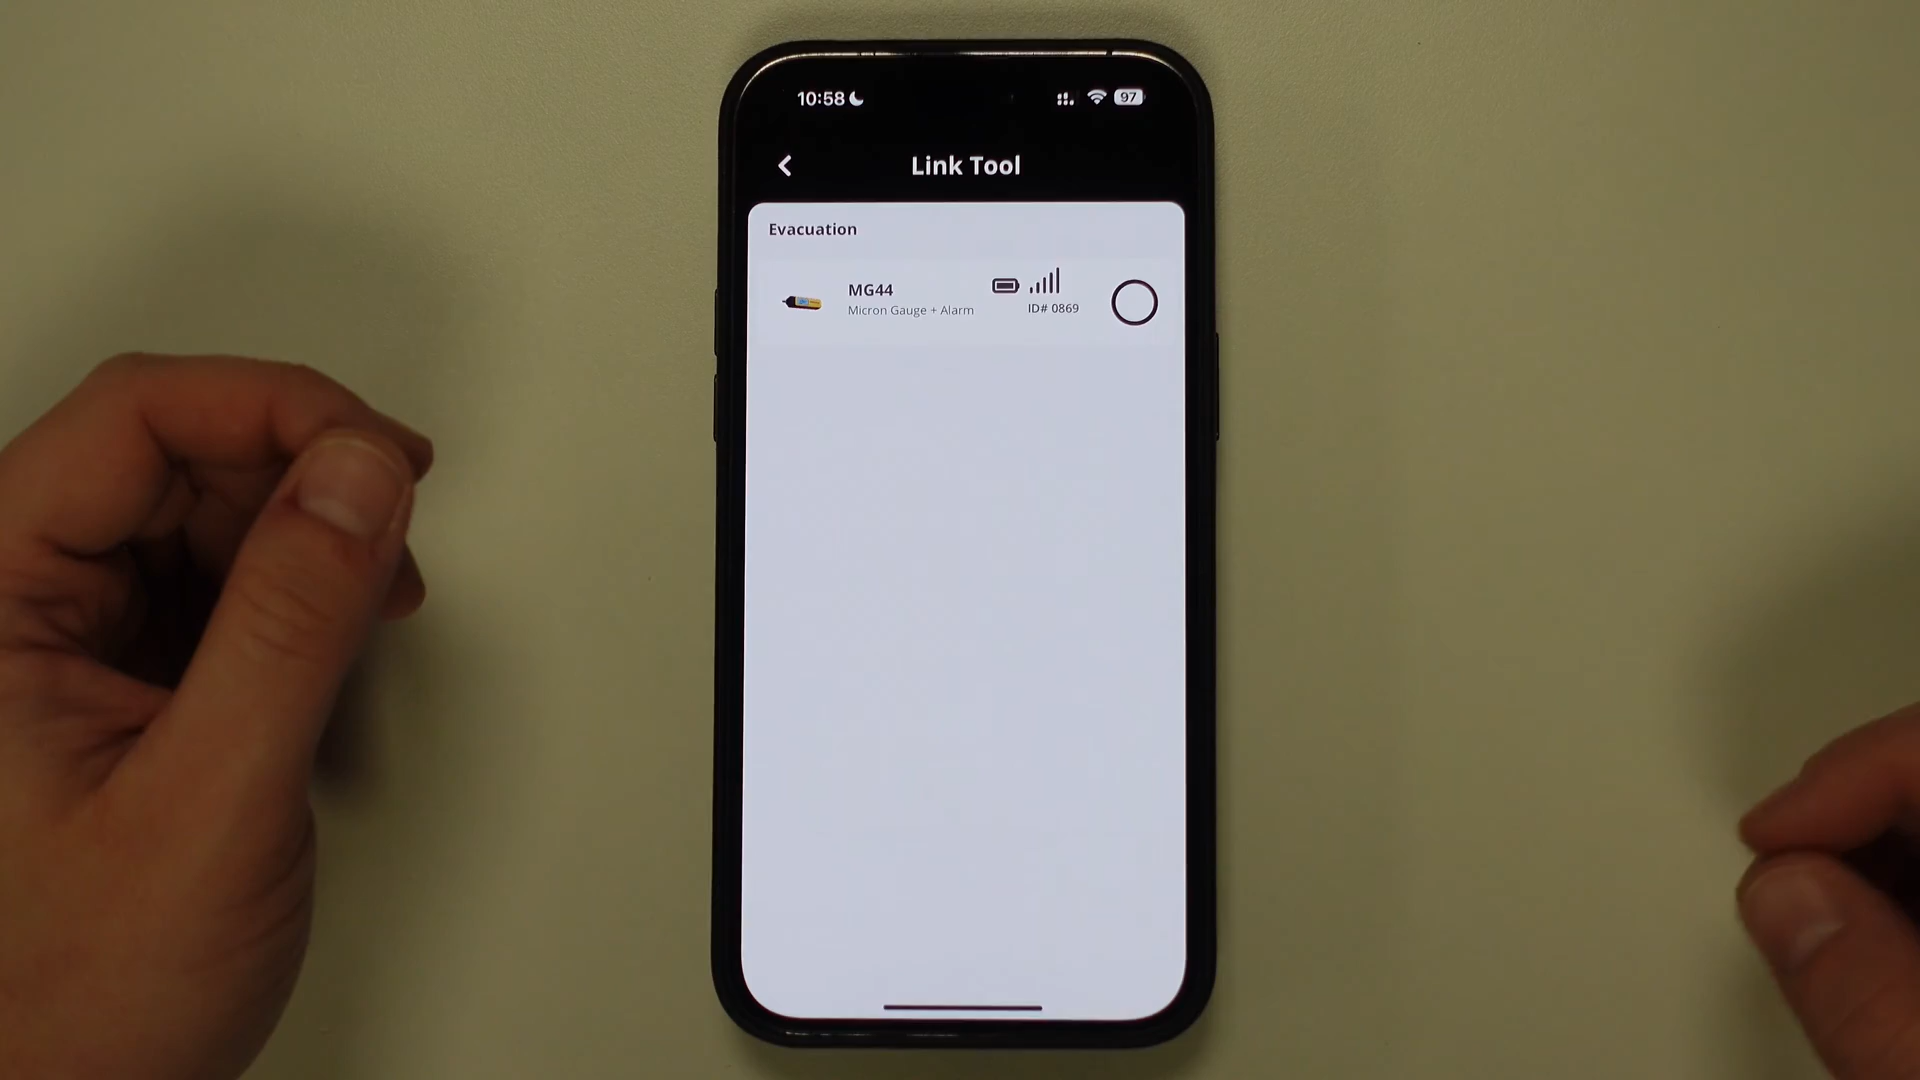 10:58
97
Link Tool
Evacuation
MG44
Micron Gauge + Alarm
ID# 0869